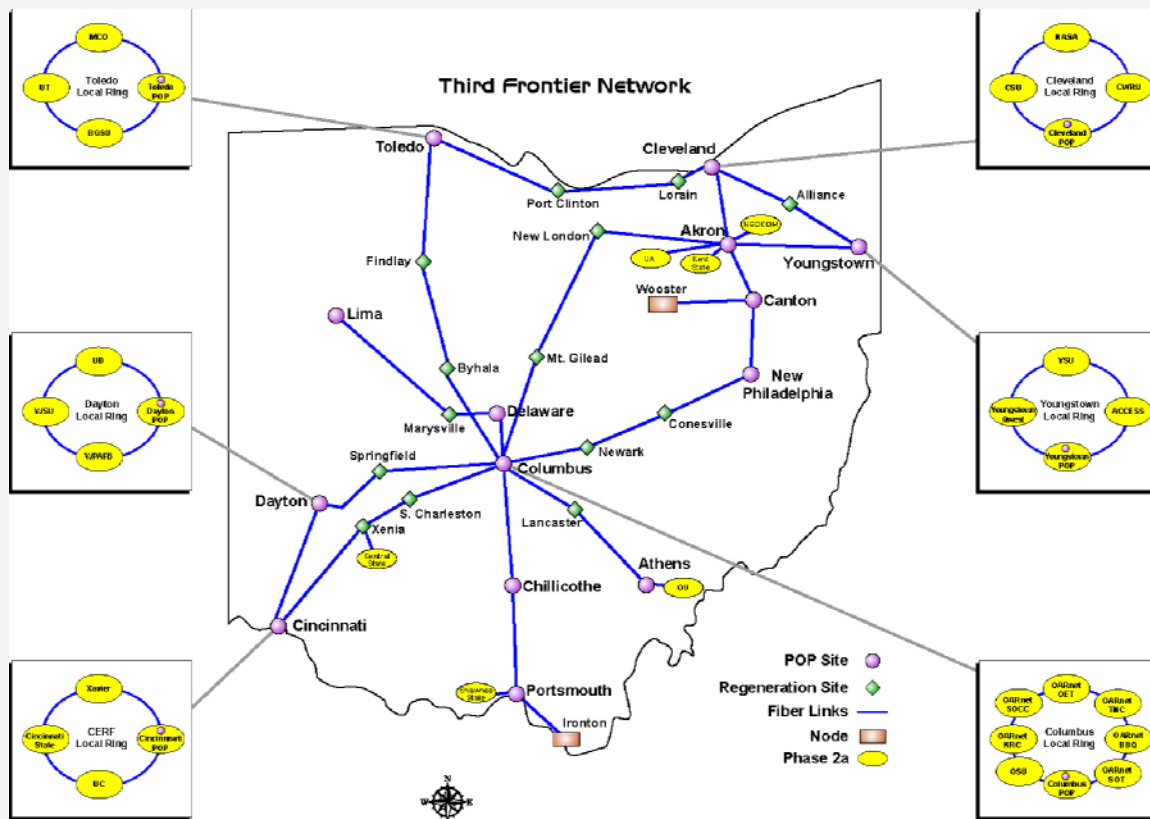 Third Frontier Network
MCO
UT
Toledo
Local Ring
Toledo
POP
BGSU
NASA
CSU
Cleveland
Local Ring
CWRU
Cleveland
POP
Toledo
Cleveland
Port Clinton
Lorain
Alliance
New London
Akron
UA
Kent
State
Youngstown
Findlay
Wooster
Canton
Lima
Byhala
Mt. Gilead
New
Philadelphia
Delaware
Marysville
Conesville
Newark
Springfield
Columbus
Dayton
S. Charleston
Lancaster
Xenia
Central
State
Athens
OU
Chillicothe
Cincinnati
Shawnee
State
Portsmouth
Ironton
UD
Dayton
Local Ring
Dayton
POP
YSU
Youngstown
Local Ring
ACCESS
Youngstown
Youngstown
POP
Xavier
Cincinnati
State
CERF
Local Ring
Cincinnati
POP
UC
OARnet
OET
OARnet
SOCC
OARnet
TNC
OARnet
KRC
Columbus
Local Ring
OARnet
BBQ
OSU
Columbus
POP
OARnet
SOT
POP Site
Regeneration Site
Fiber Links
Node
Phase 2a
N
W
E
S